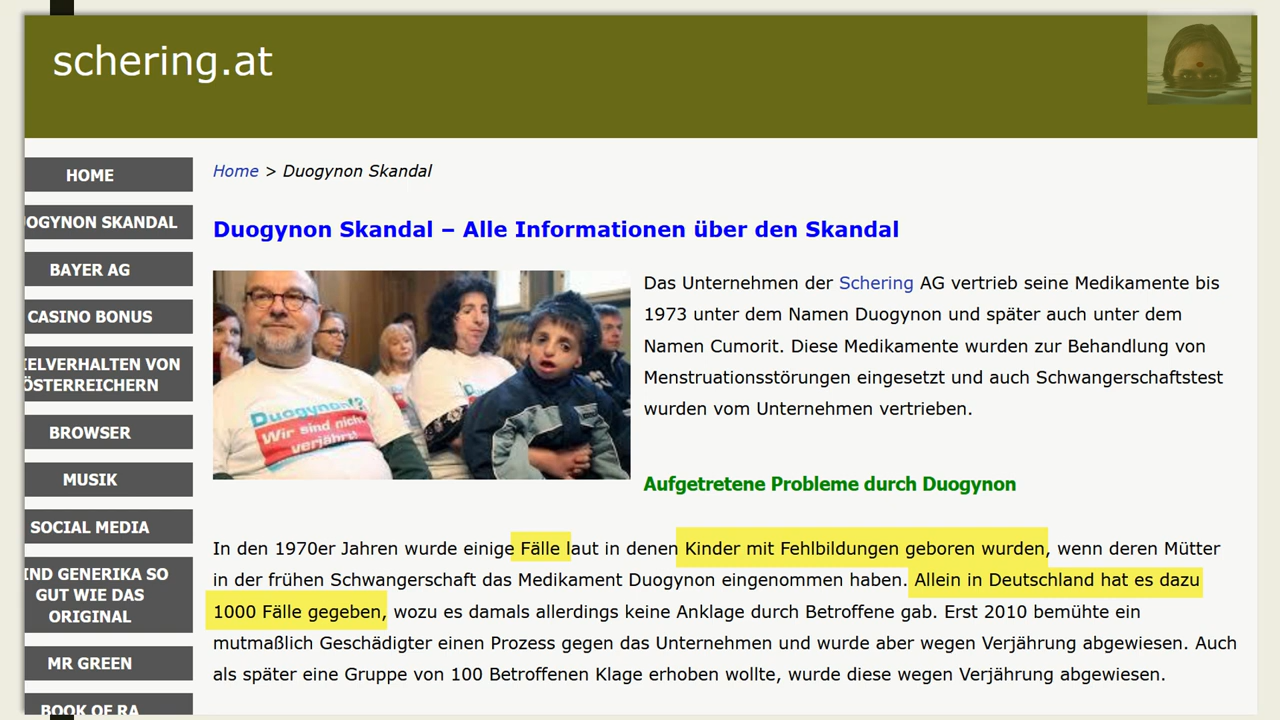 schering.at
HOME
OGYNON SKANDAL
BAYER AG
CASINO BONUS
ELVERHALTEN VON
ÖSTERREICHERN
BROWSER
MUSIK
SOCIAL MEDIA
IND GENERIKA SO
GUT WIE DAS
ORIGINAL
MR GREEN
BOOK OF RA
Home > Duogynon Skandal
Duogynon Skandal – Alle Informationen über den Skandal
Duogynon!?
Wir sind nicht
verjährt
Das Unternehmen der Schering AG vertrieb seine Medikamente bis
1973 unter dem Namen Duogynon und später auch unter dem
Namen Cumorit. Diese Medikamente wurden zur Behandlung von
Menstruationsstörungen eingesetzt und auch Schwangerschaftstest
wurden vom Unternehmen vertrieben.
Aufgetretene Probleme durch Duogynon
In den 1970er Jahren wurde einige Fälle laut in denen Kinder mit Fehlbildungen geboren wurden, wenn deren Mütter
in der frühen Schwangerschaft das Medikament Duogynon eingenommen haben. Allein in Deutschland hat es dazu
1000 Fälle gegeben, wozu es damals allerdings keine Anklage durch Betroffene gab. Erst 2010 bemühte ein
mutmaßlich Geschädigter einen Prozess gegen das Unternehmen und wurde aber wegen Verjährung abgewiesen. Auch
als später eine Gruppe von 100 Betroffenen Klage erhoben wollte, wurde diese wegen Verjährung abgewiesen.